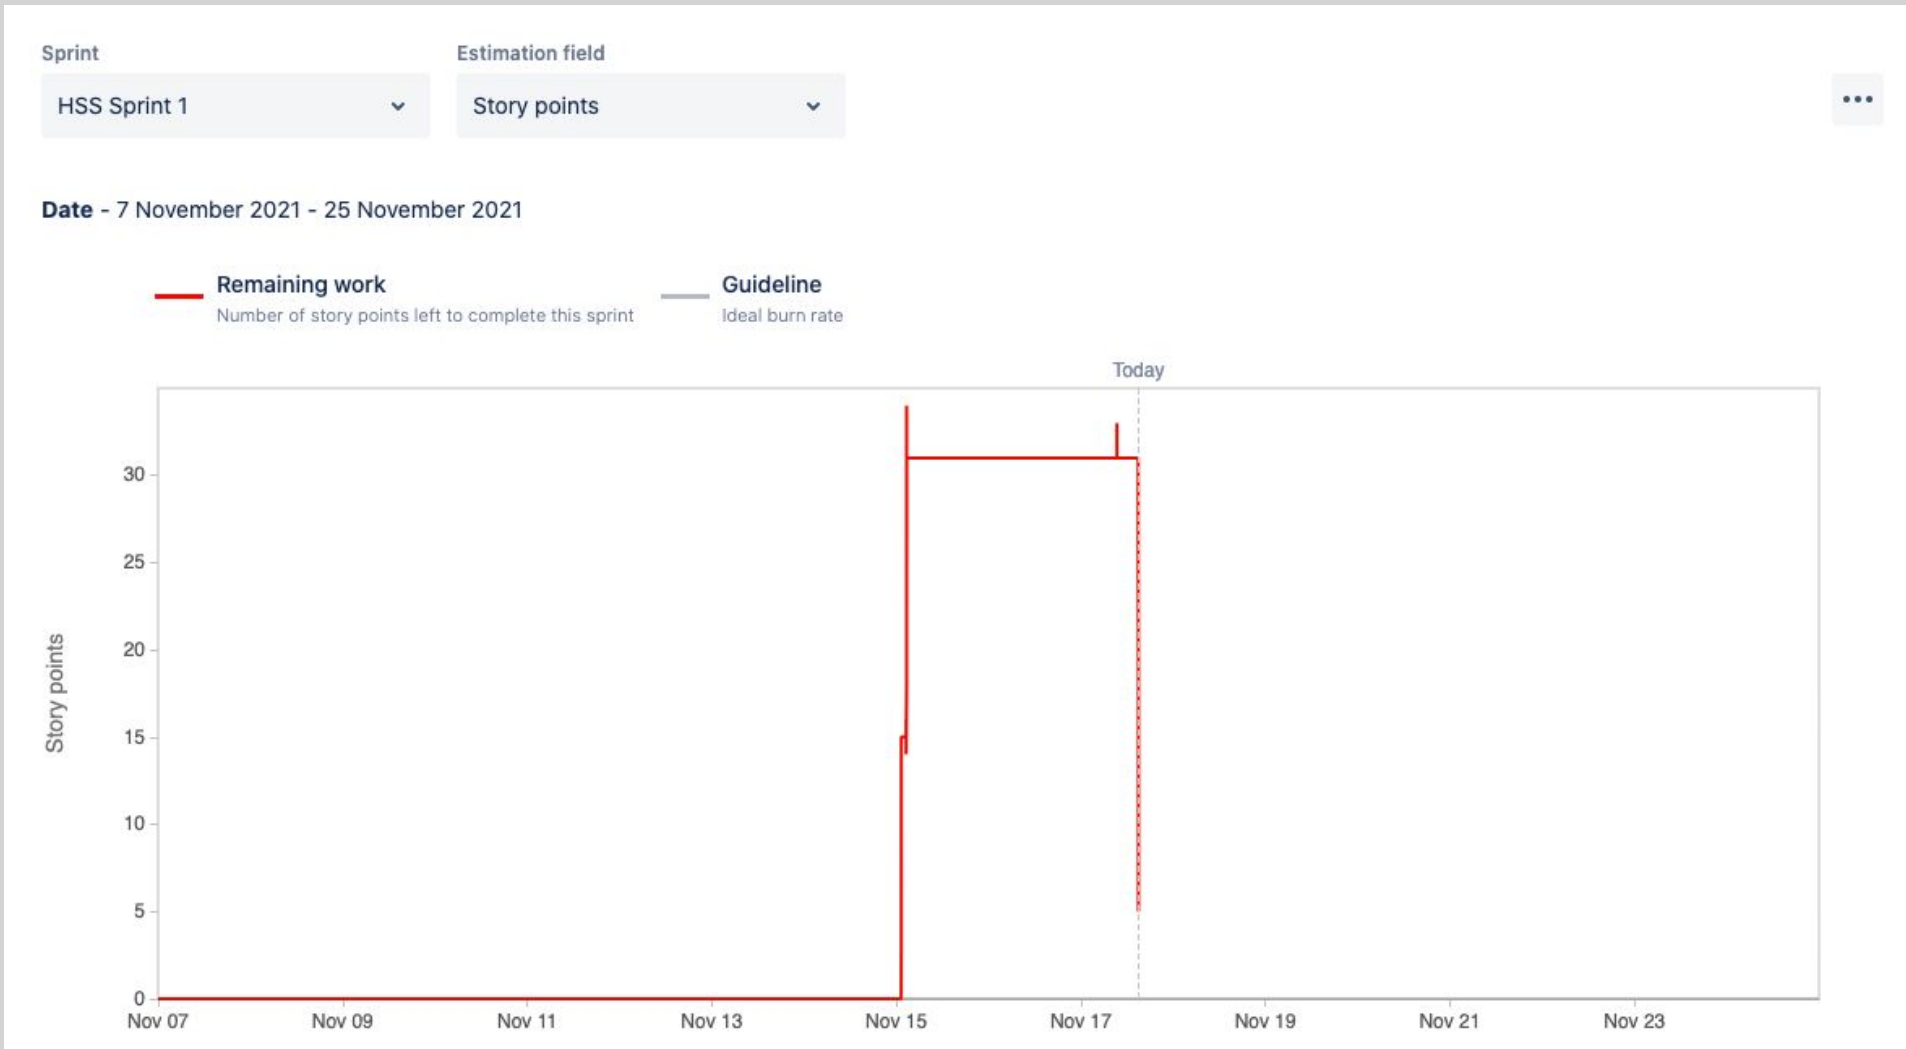 Sprint
Estimation field
HSS Sprint 1
Story points
Date - 7 November 2021 - 25 November 2021
Remaining work
Number of story points left to complete this sprint
Guideline
Ideal burn rate
Today
Story points
30
25
20
15
10
5
0
Nov 07
Nov 09
Nov 11
Nov 13
Nov 15
Nov 17
Nov 19
Nov 21
Nov 23